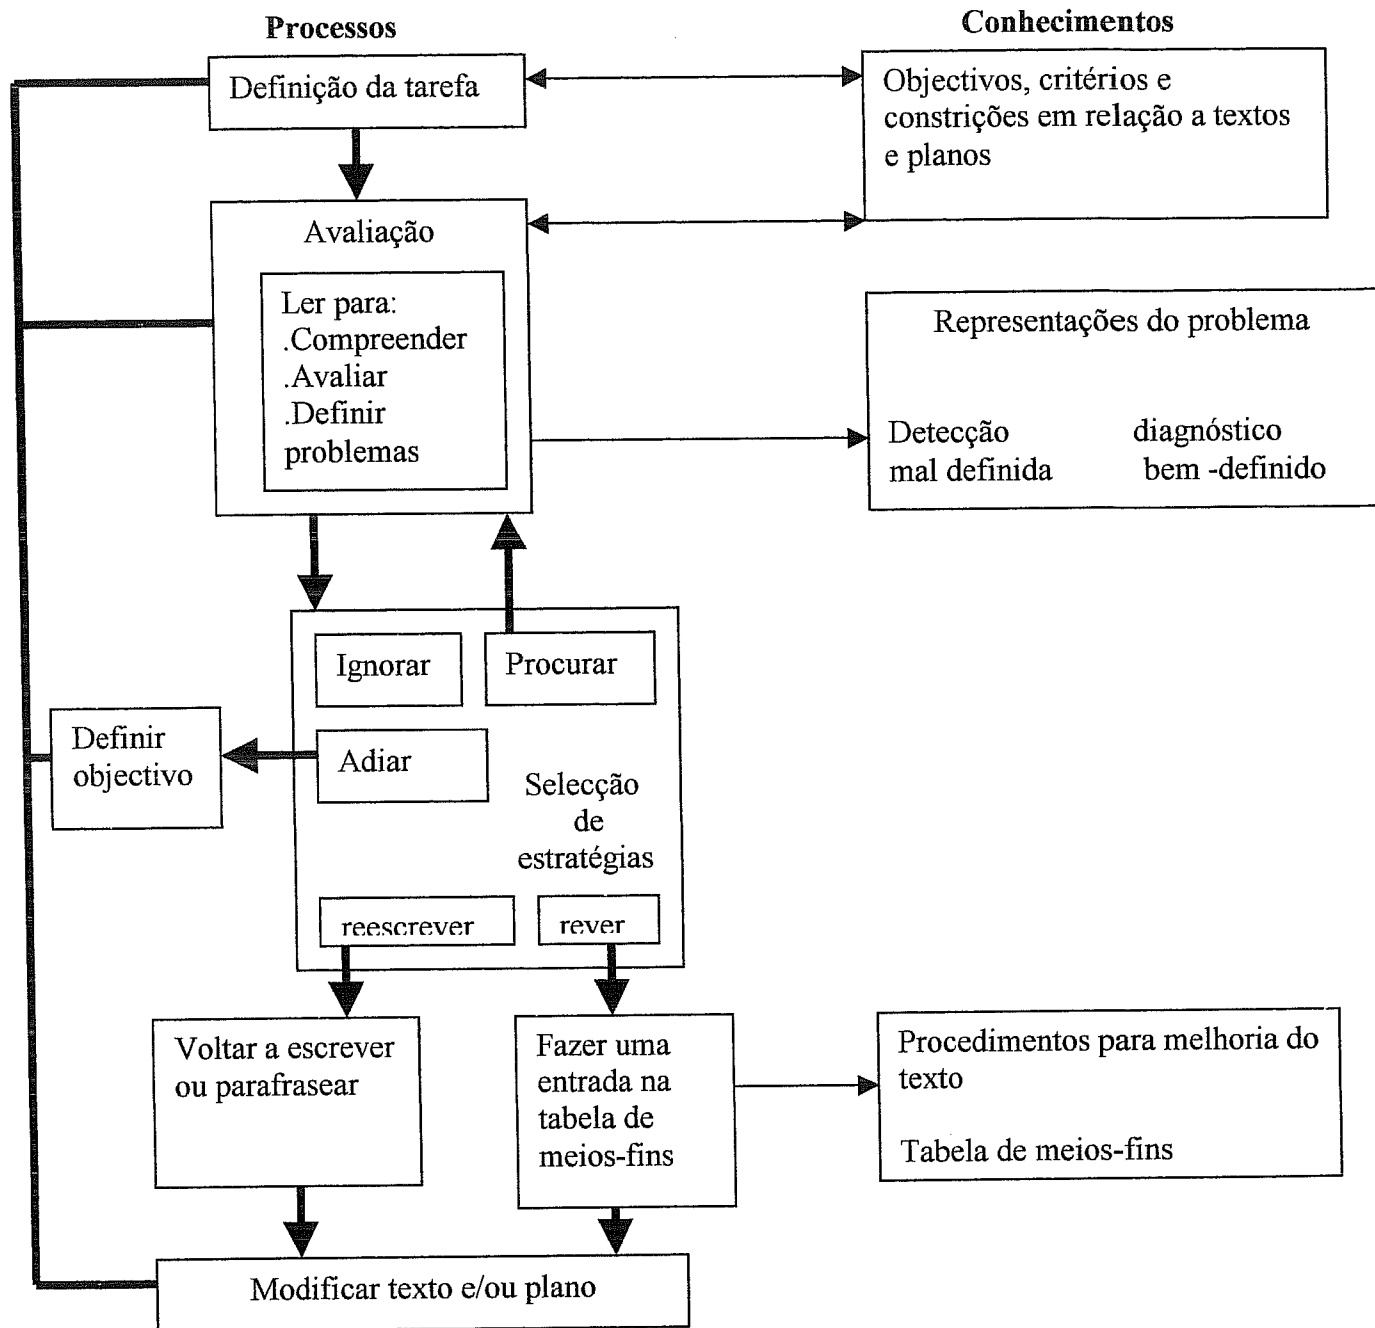 Processos
Conhecimentos
Definição da tarefa
Objectivos, critérios e
constrições em relação a textos
e planos
Avaliação
Ler para:
.Compreender
.Avaliar
.Definir
problemas
Representações do problema
Detecção diagnóstico
mal definida bem -definido
Ignorar
Procurar
Adiar
Definir
objectivo
Selecção
de
estratégias
reescrever
rever
Voltar a escrever
ou parafrasear
Fazer uma
entrada na
tabela de
meios-fins
Procedimentos para melhoria do
texto
Tabela de meios-fins
Modificar texto e/ou plano